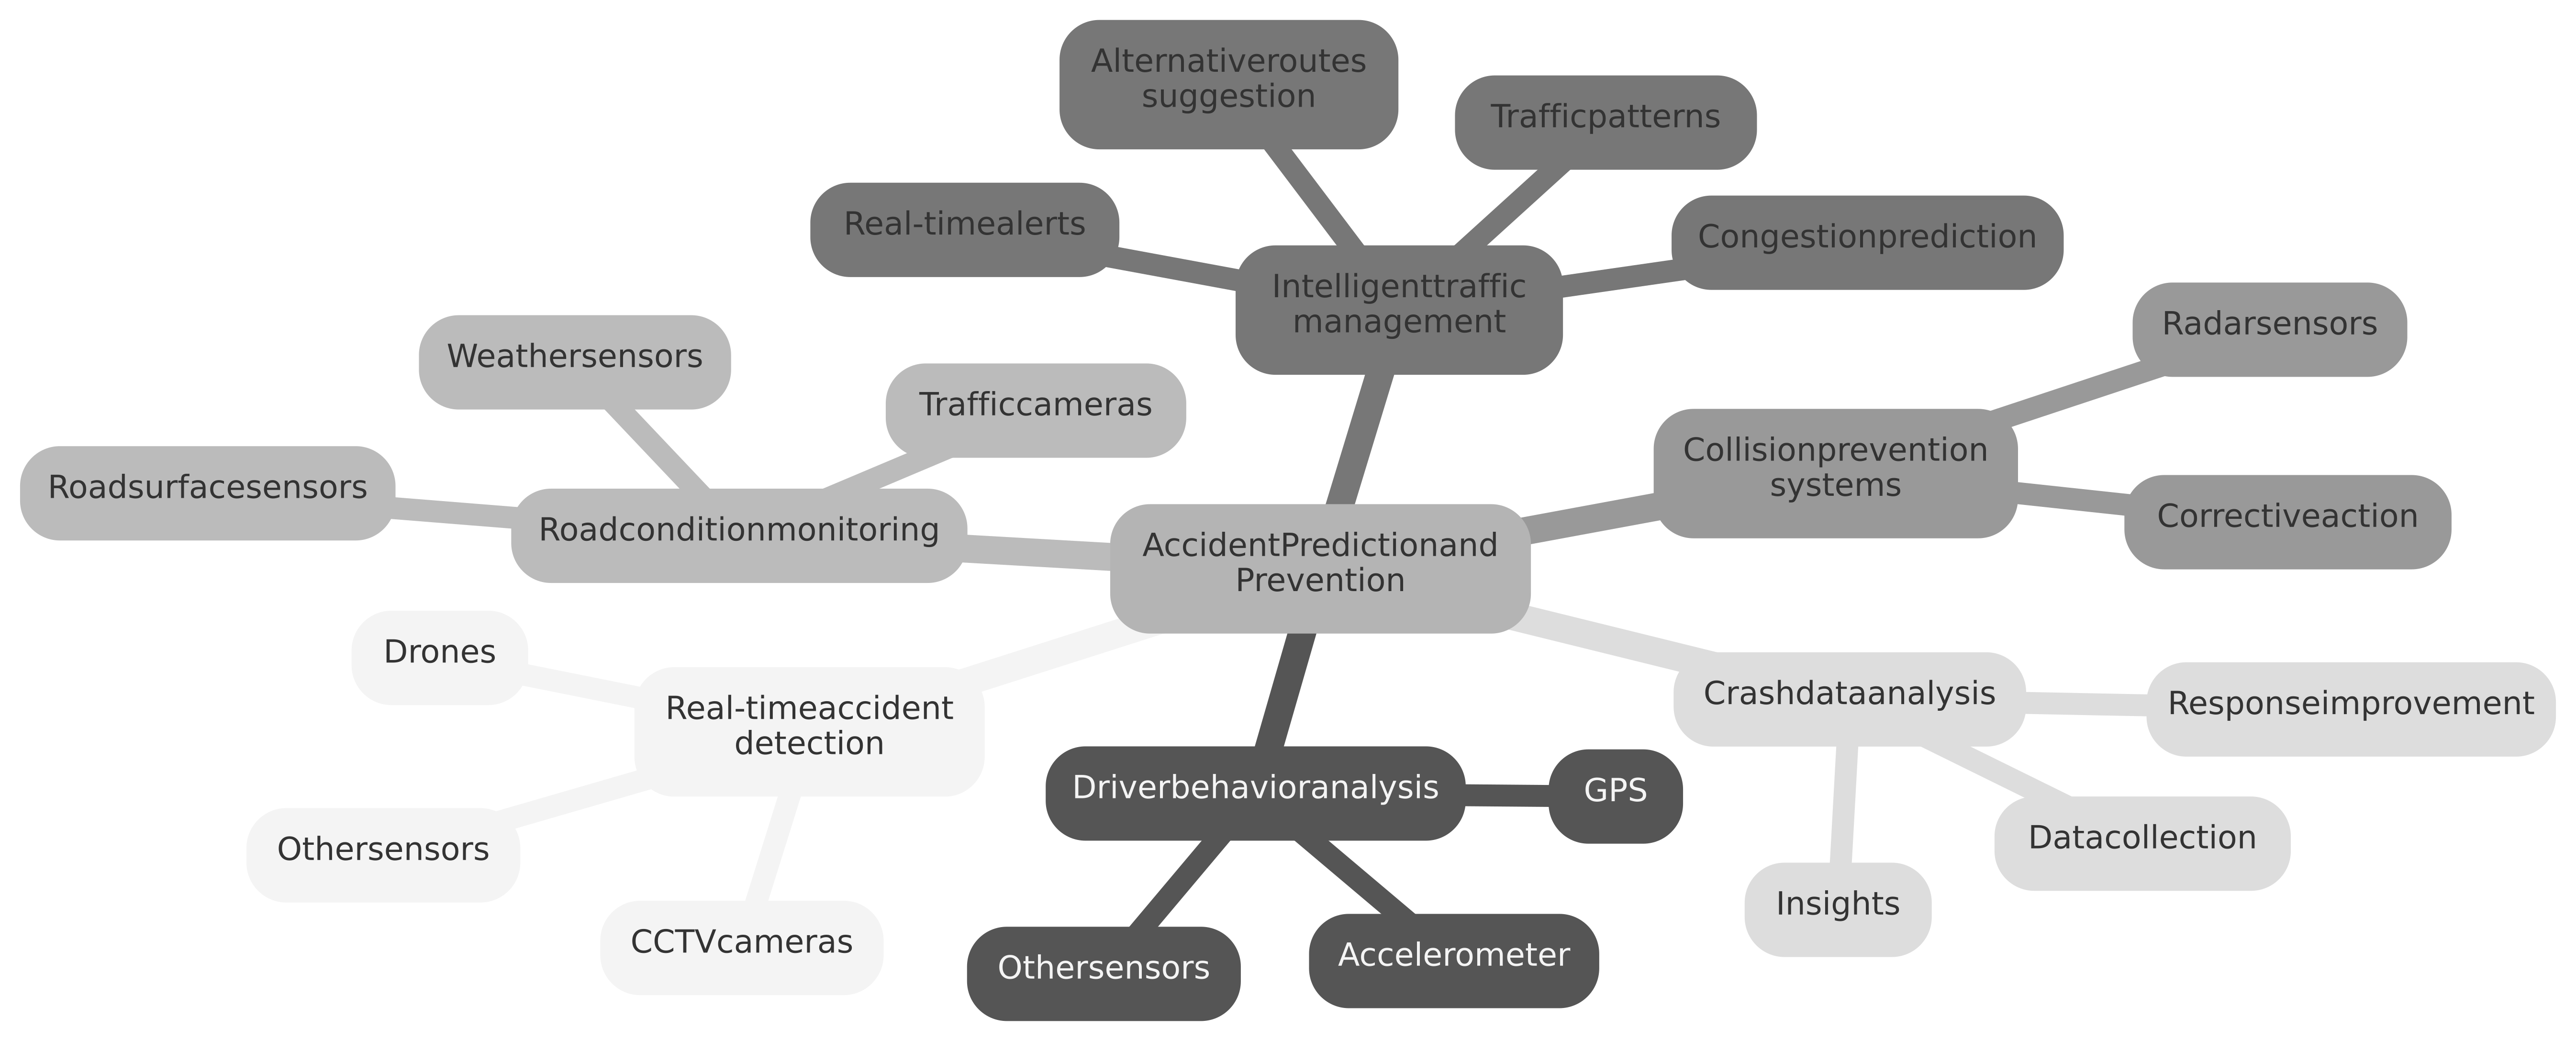 Alternativeroutes
suggestion
Trafficpatterns
Real-timealerts
Congestionprediction
Intelligenttraffic
management
Radarsensors
Weathersensors
Trafficcameras
Collisionprevention
systems
Roadsurfacesensors
Correctiveaction
Roadconditionmonitoring
AccidentPredictionand
Prevention
Drones
Real-timeaccident
detection
Crashdataanalysis
Responseimprovement
Driverbehavioranalysis
GPS
Othersensors
Datacollection
Insights
CCTVcameras
Othersensors
Accelerometer